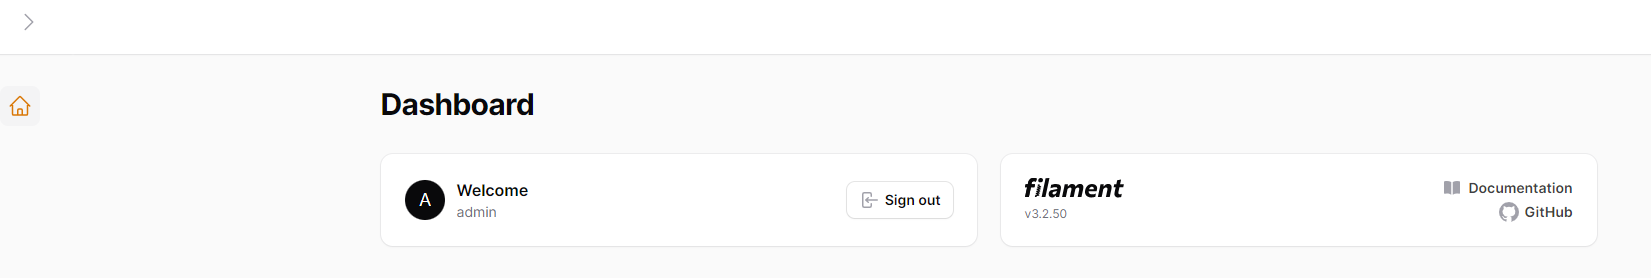 Dashboard
A
Welcome
admin
Sign out
filament
v3.2.50
Documentation
GitHub